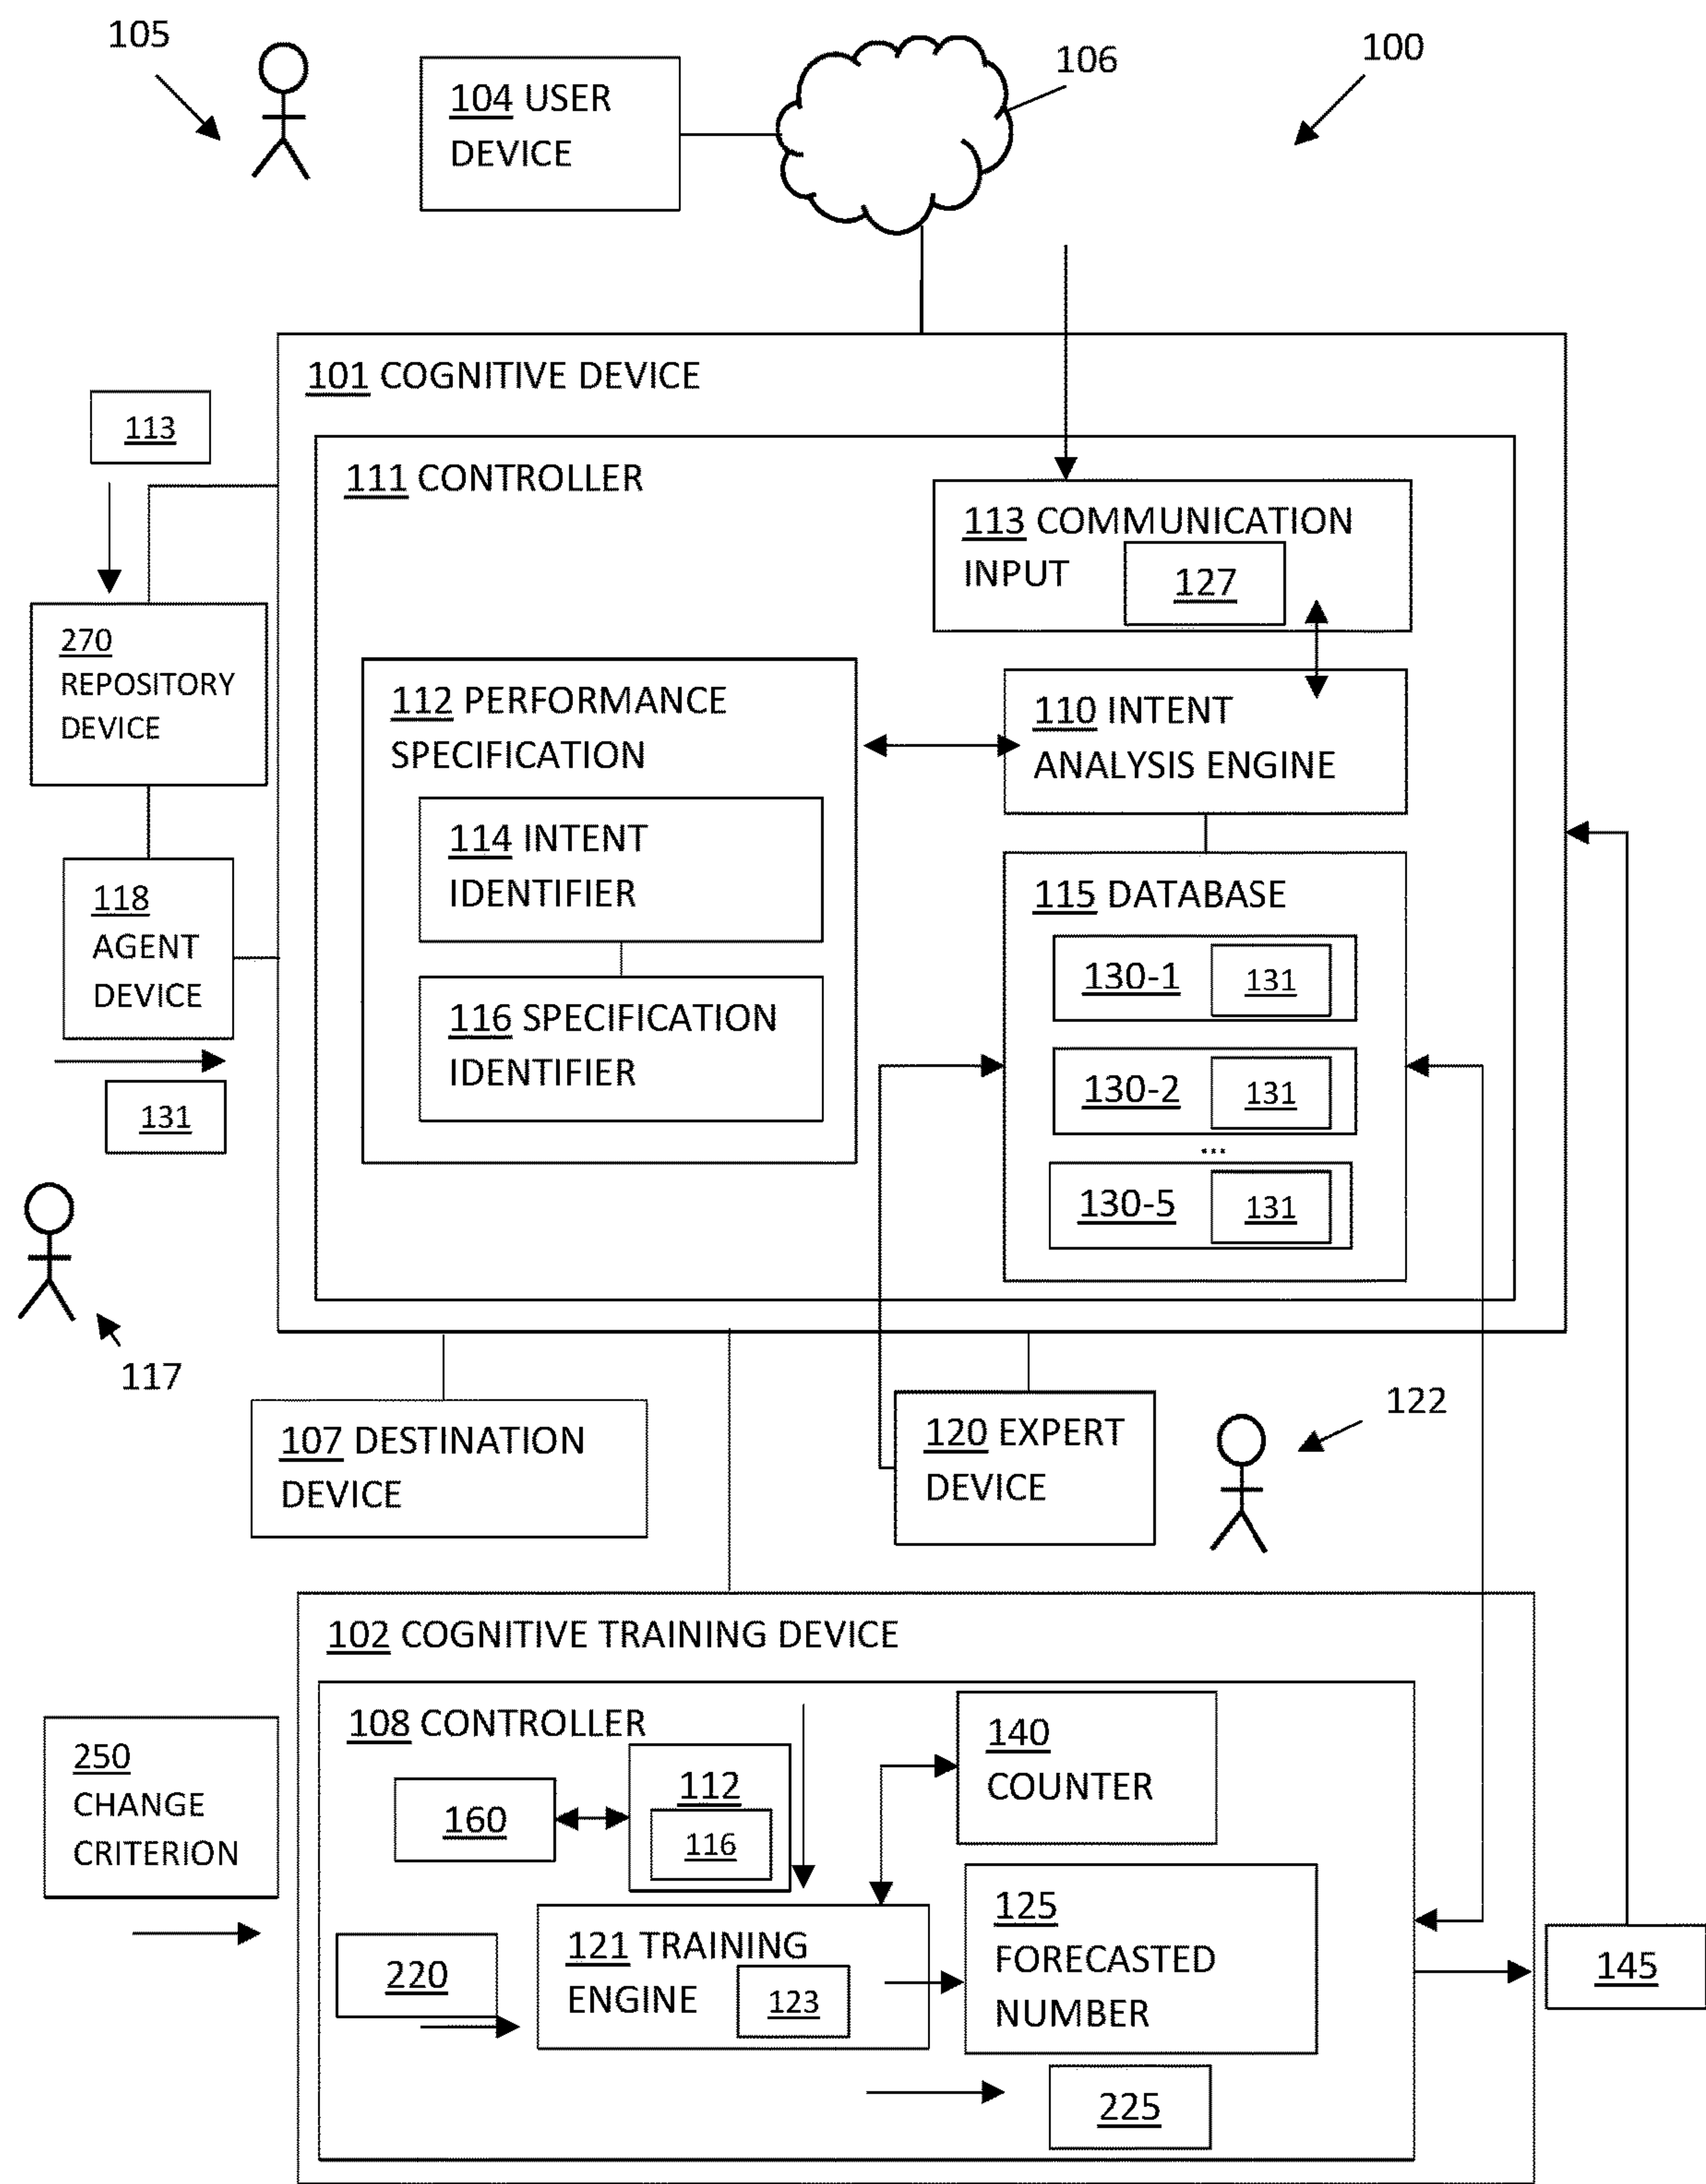 105
104 USER
DEVICE
106
100
101 COGNITIVE DEVICE
113
111 CONTROLLER
113 COMMUNICATION
INPUT
127
270
REPOSITORY
DEVICE
112 PERFORMANCE
SPECIFICATION
110 INTENT
ANALYSIS ENGINE
114 INTENT
IDENTIFIER
118
AGENT
DEVICE
115 DATABASE
130-1 131
116 SPECIFICATION
IDENTIFIER
130-2 131
...
131
130-5 131
117
107 DESTINATION
DEVICE
120 EXPERT
DEVICE
122
102 COGNITIVE TRAINING DEVICE
108 CONTROLLER
250
CHANGE
CRITERION
160
112
116
140
COUNTER
220
121 TRAINING
ENGINE
123
125
FORECASTED
NUMBER
145
225